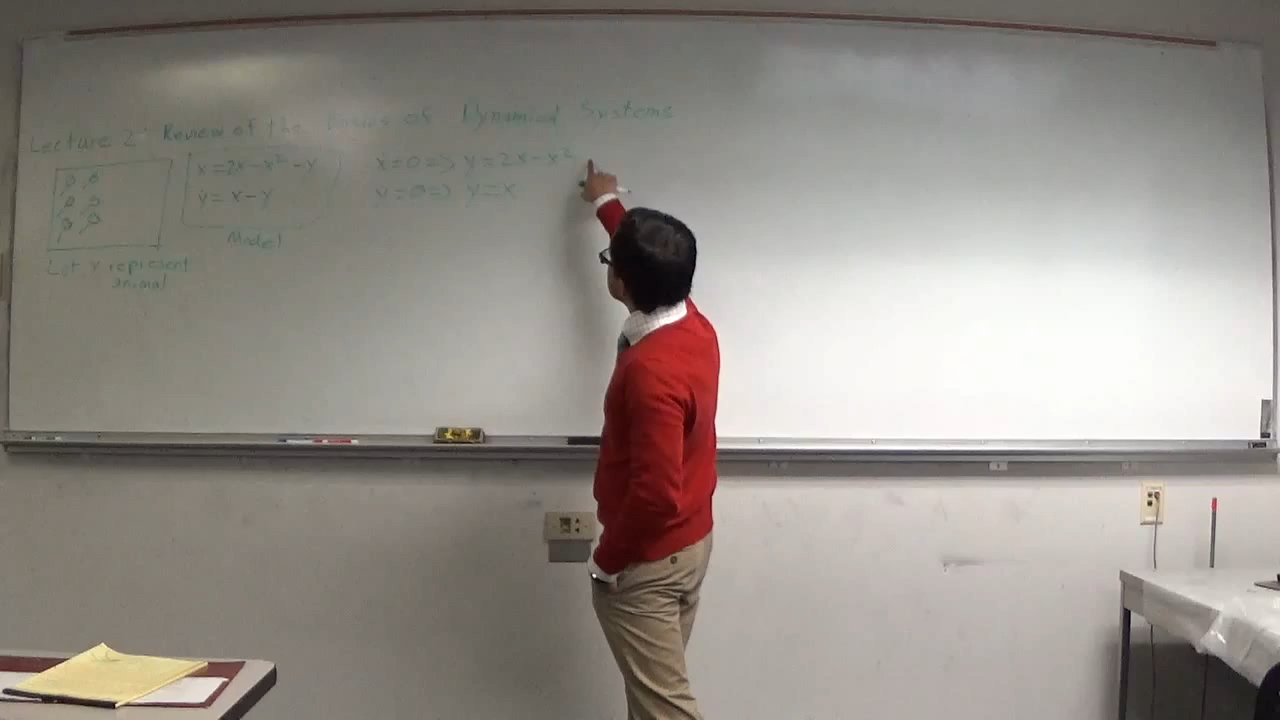 Lecture 2: Review of the Basics of Dynamical Systems
ẋ=2x-x²-y
ẏ=x-y
Model
ẋ=0⇒ y=2x-x²
ẏ=0⇒ y=x
Let x represent
animal